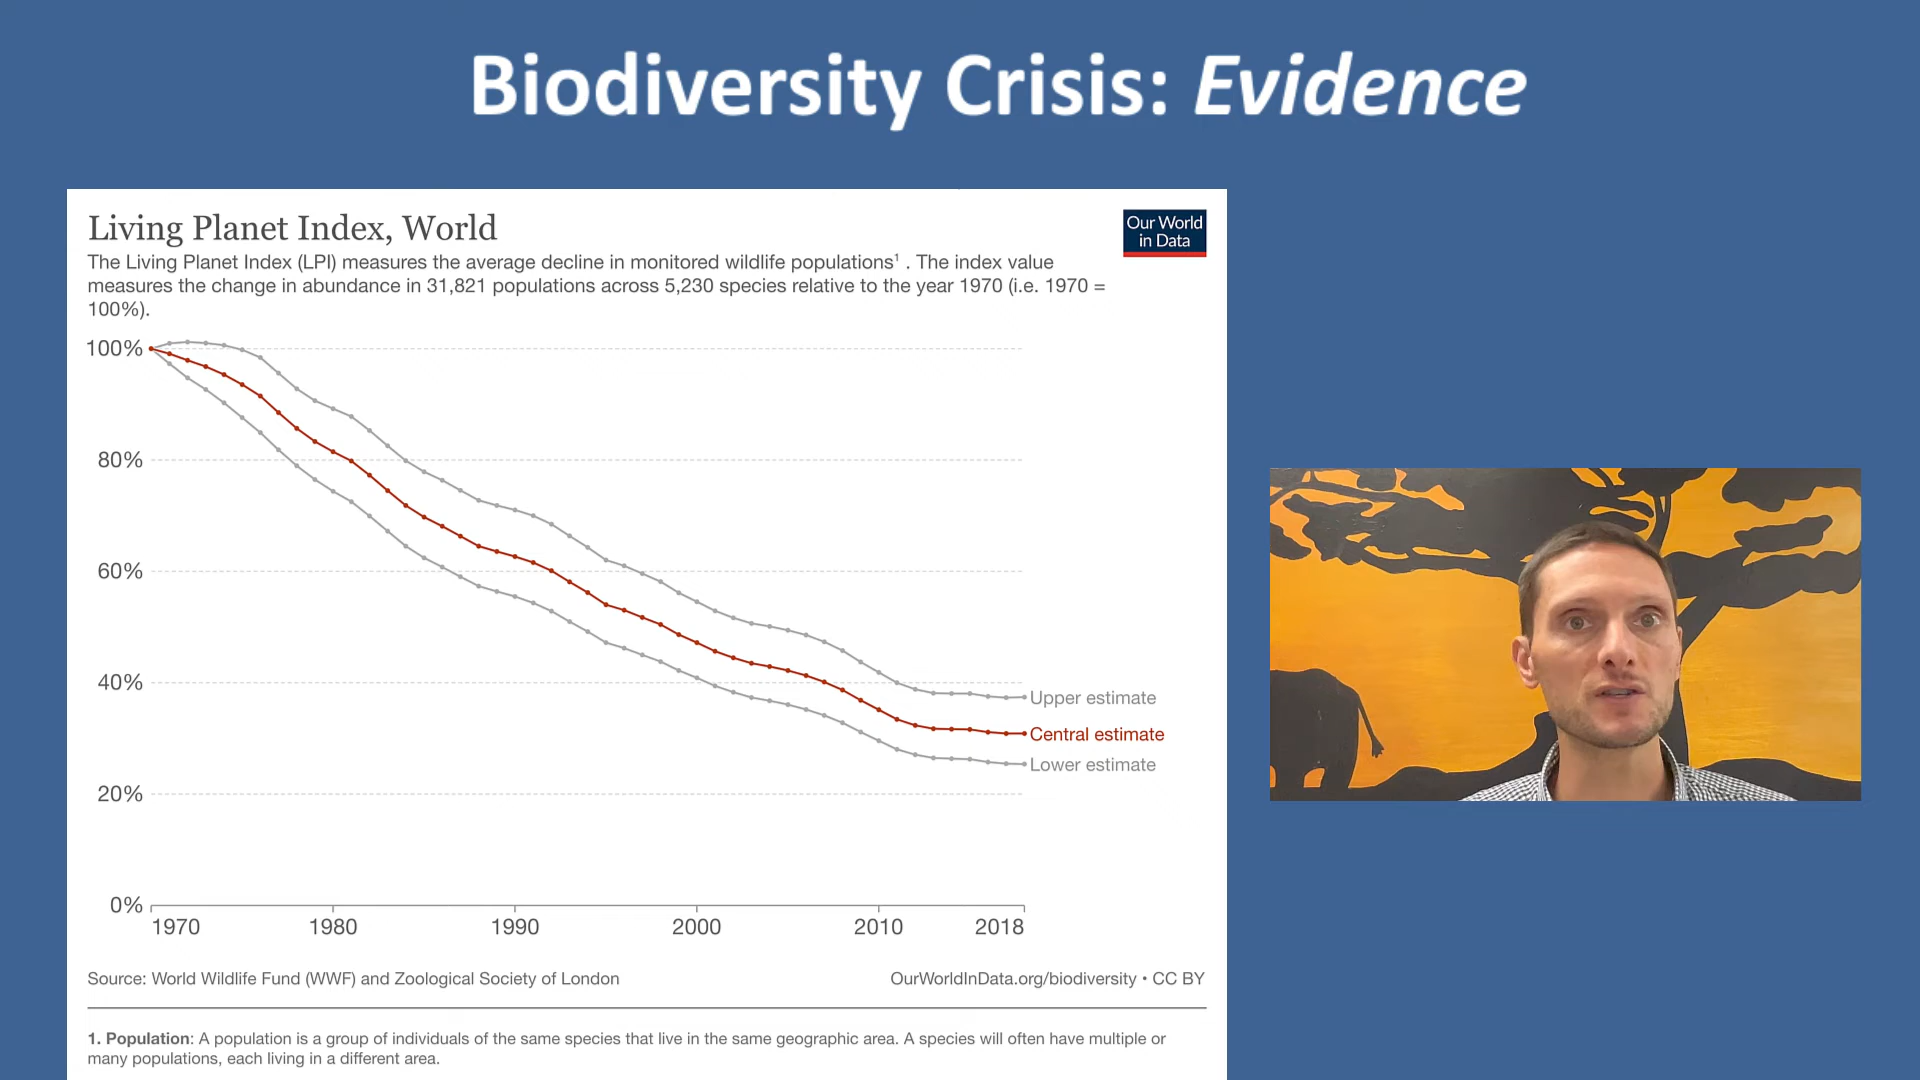 Biodiversity Crisis: Evidence
Living Planet Index, World
Our World
in Data
The Living Planet Index (LPI) measures the average decline in monitored wildlife populations¹ . The index value
measures the change in abundance in 31,821 populations across 5,230 species relative to the year 1970 (i.e. 1970 =
100%).
100%
80%
60%
40%
20%
0%
Upper estimate
Central estimate
Lower estimate
1970 1980 1990 2000 2010 2018
Source: World Wildlife Fund (WWF) and Zoological Society of London
OurWorldInData.org/biodiversity • CC BY
1. Population: A population is a group of individuals of the same species that live in the same geographic area. A species will often have multiple or
many populations, each living in a different area.